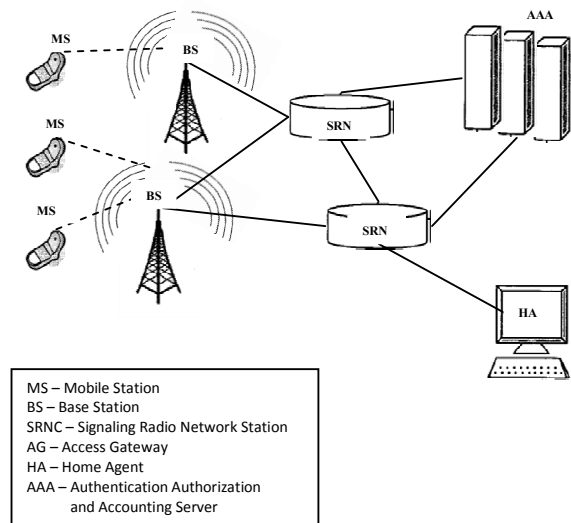 AAA
MS
BS
SRN
MS
MS
BS
SRN
HA
MS – Mobile Station
BS – Base Station
SRNC – Signaling Radio Network Station
AG – Access Gateway
HA – Home Agent
AAA – Authentication Authorization
and Accounting Server